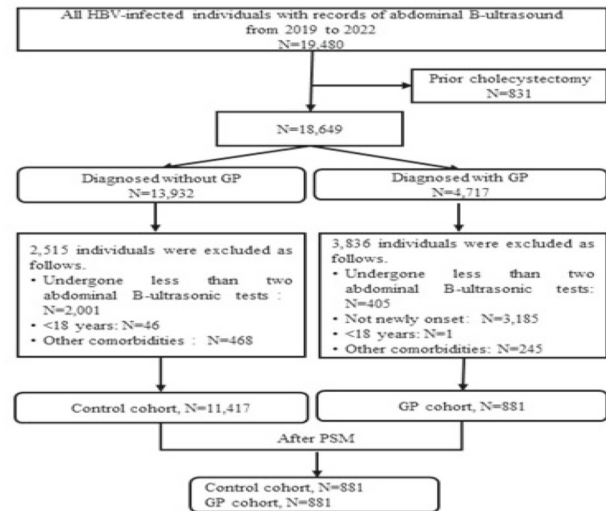 All HBV-infected individuals with records of abdominal B-ultrasound
from 2019 to 2022
N=19,480
Prior cholecystectomy
N=831
N=18,649
Diagnosed without GP
N=13,932
Diagnosed with GP
N=4,717
2,515 individuals were excluded as
follows.
• Undergone less than two
abdominal B-ultrasonic tests :
N=2,001
• <18 years: N=46
• Other comorbidities : N=468
3,836 individuals were excluded as
follows.
• Undergone less than two
abdominal B-ultrasonic tests:
N=405
• Not newly onset: N=3,185
• <18 years: N=1
• Other comorbidities: N=245
Control cohort, N=11,417
GP cohort, N=881
After PSM
Control cohort, N=881
GP cohort, N=881